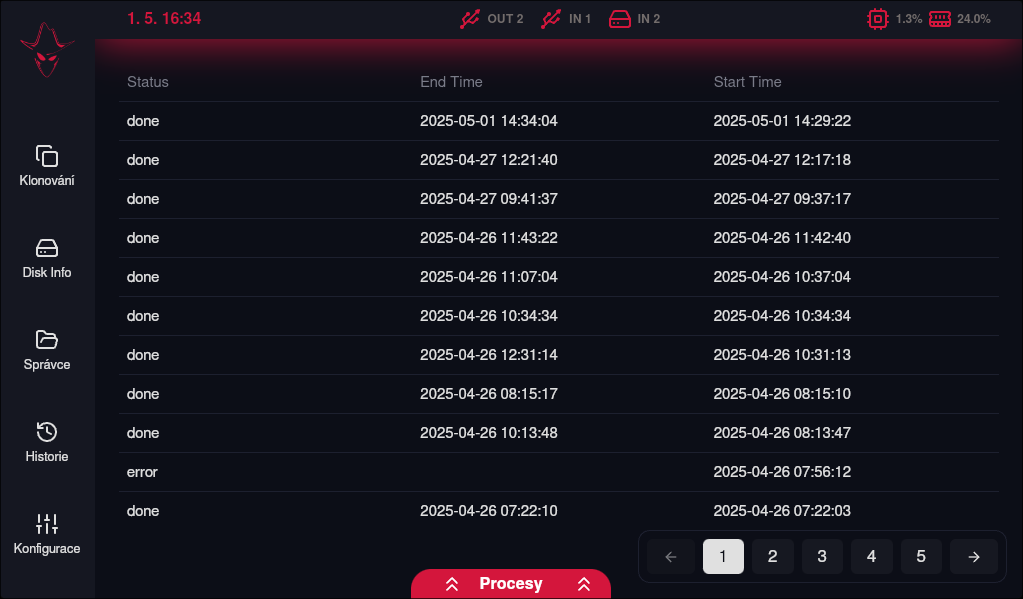 1. 5. 16:34 OUT 2 IN 1 IN 2 1.3% 24.0%
Status End Time Start Time
done 2025-05-01 14:34:04 2025-05-01 14:29:22
done 2025-04-27 12:21:40 2025-04-27 12:17:18
done 2025-04-27 09:41:37 2025-04-27 09:37:17
done 2025-04-26 11:43:22 2025-04-26 11:42:40
done 2025-04-26 11:07:04 2025-04-26 10:37:04
done 2025-04-26 10:34:34 2025-04-26 10:34:34
done 2025-04-26 12:31:14 2025-04-26 10:31:13
done 2025-04-26 08:15:17 2025-04-26 08:15:10
done 2025-04-26 10:13:48 2025-04-26 08:13:47
error 2025-04-26 07:56:12
done 2025-04-26 07:22:10 2025-04-26 07:22:03
Klonování
Disk Info
Správce
Historie
Konfigurace
1 2 3 4 5
Procesy